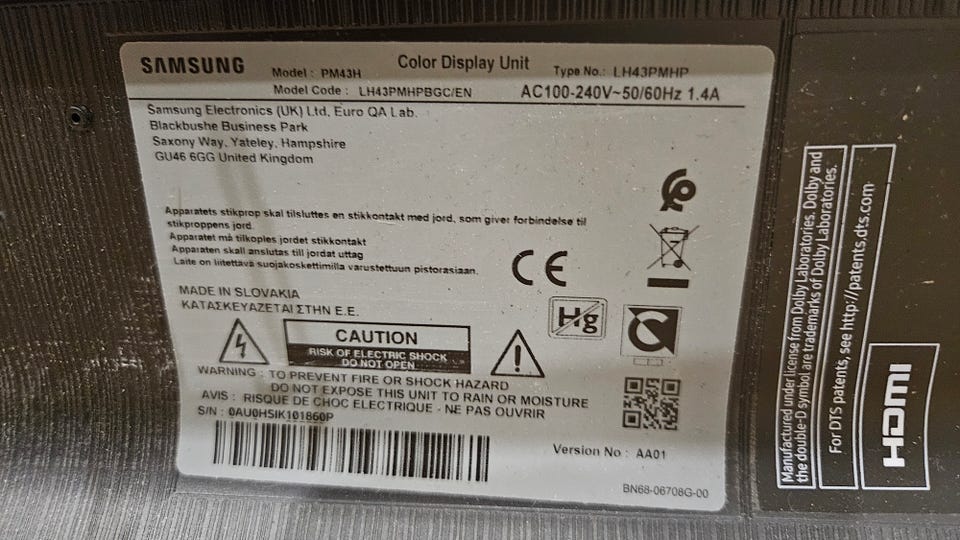 SAMSUNG
Model : PM43H
Color Display Unit
Type No.: LH43PMHP
Model Code : LH43PMHPBGC/EN
AC100-240V~50/60Hz 1.4A
Samsung Electronics (UK) Ltd, Euro QA Lab.
Blackbushe Business Park
Saxony Way, Yateley, Hampshire
GU46 6GG United Kingdom
Apparatets stikprop skal tilsluttes en stikkontakt med jord, som giver forbindelse til
stikproppens jord.
Apparatet må tilkoples jordet stikkontakt
Apparaten skall anslutas till jordat uttag
Laite on liitettävä suojakoskettimilla varustettuun pistorasiaan.
CE
MADE IN SLOVAKIA
ΚΑΤΑΣΚΕΥΑΖΕΤΑΙ ΣΤΗΝ Ε.Ε.
Hg
CAUTION
RISK OF ELECTRIC SHOCK
DO NOT OPEN
WARNING : TO PREVENT FIRE OR SHOCK HAZARD
DO NOT EXPOSE THIS UNIT TO RAIN OR MOISTURE
AVIS : RISQUE DE CHOC ELECTRIQUE - NE PAS OUVRIR
S/N : 0AU0HSIK101860P
Version No : AA01
BN68-06708G-00
Manufactured under license from Dolby Laboratories. Dolby and
the double-D symbol are trademarks of Dolby Laboratories.
For DTS patents, see http://patents.dts.com.
HDMI